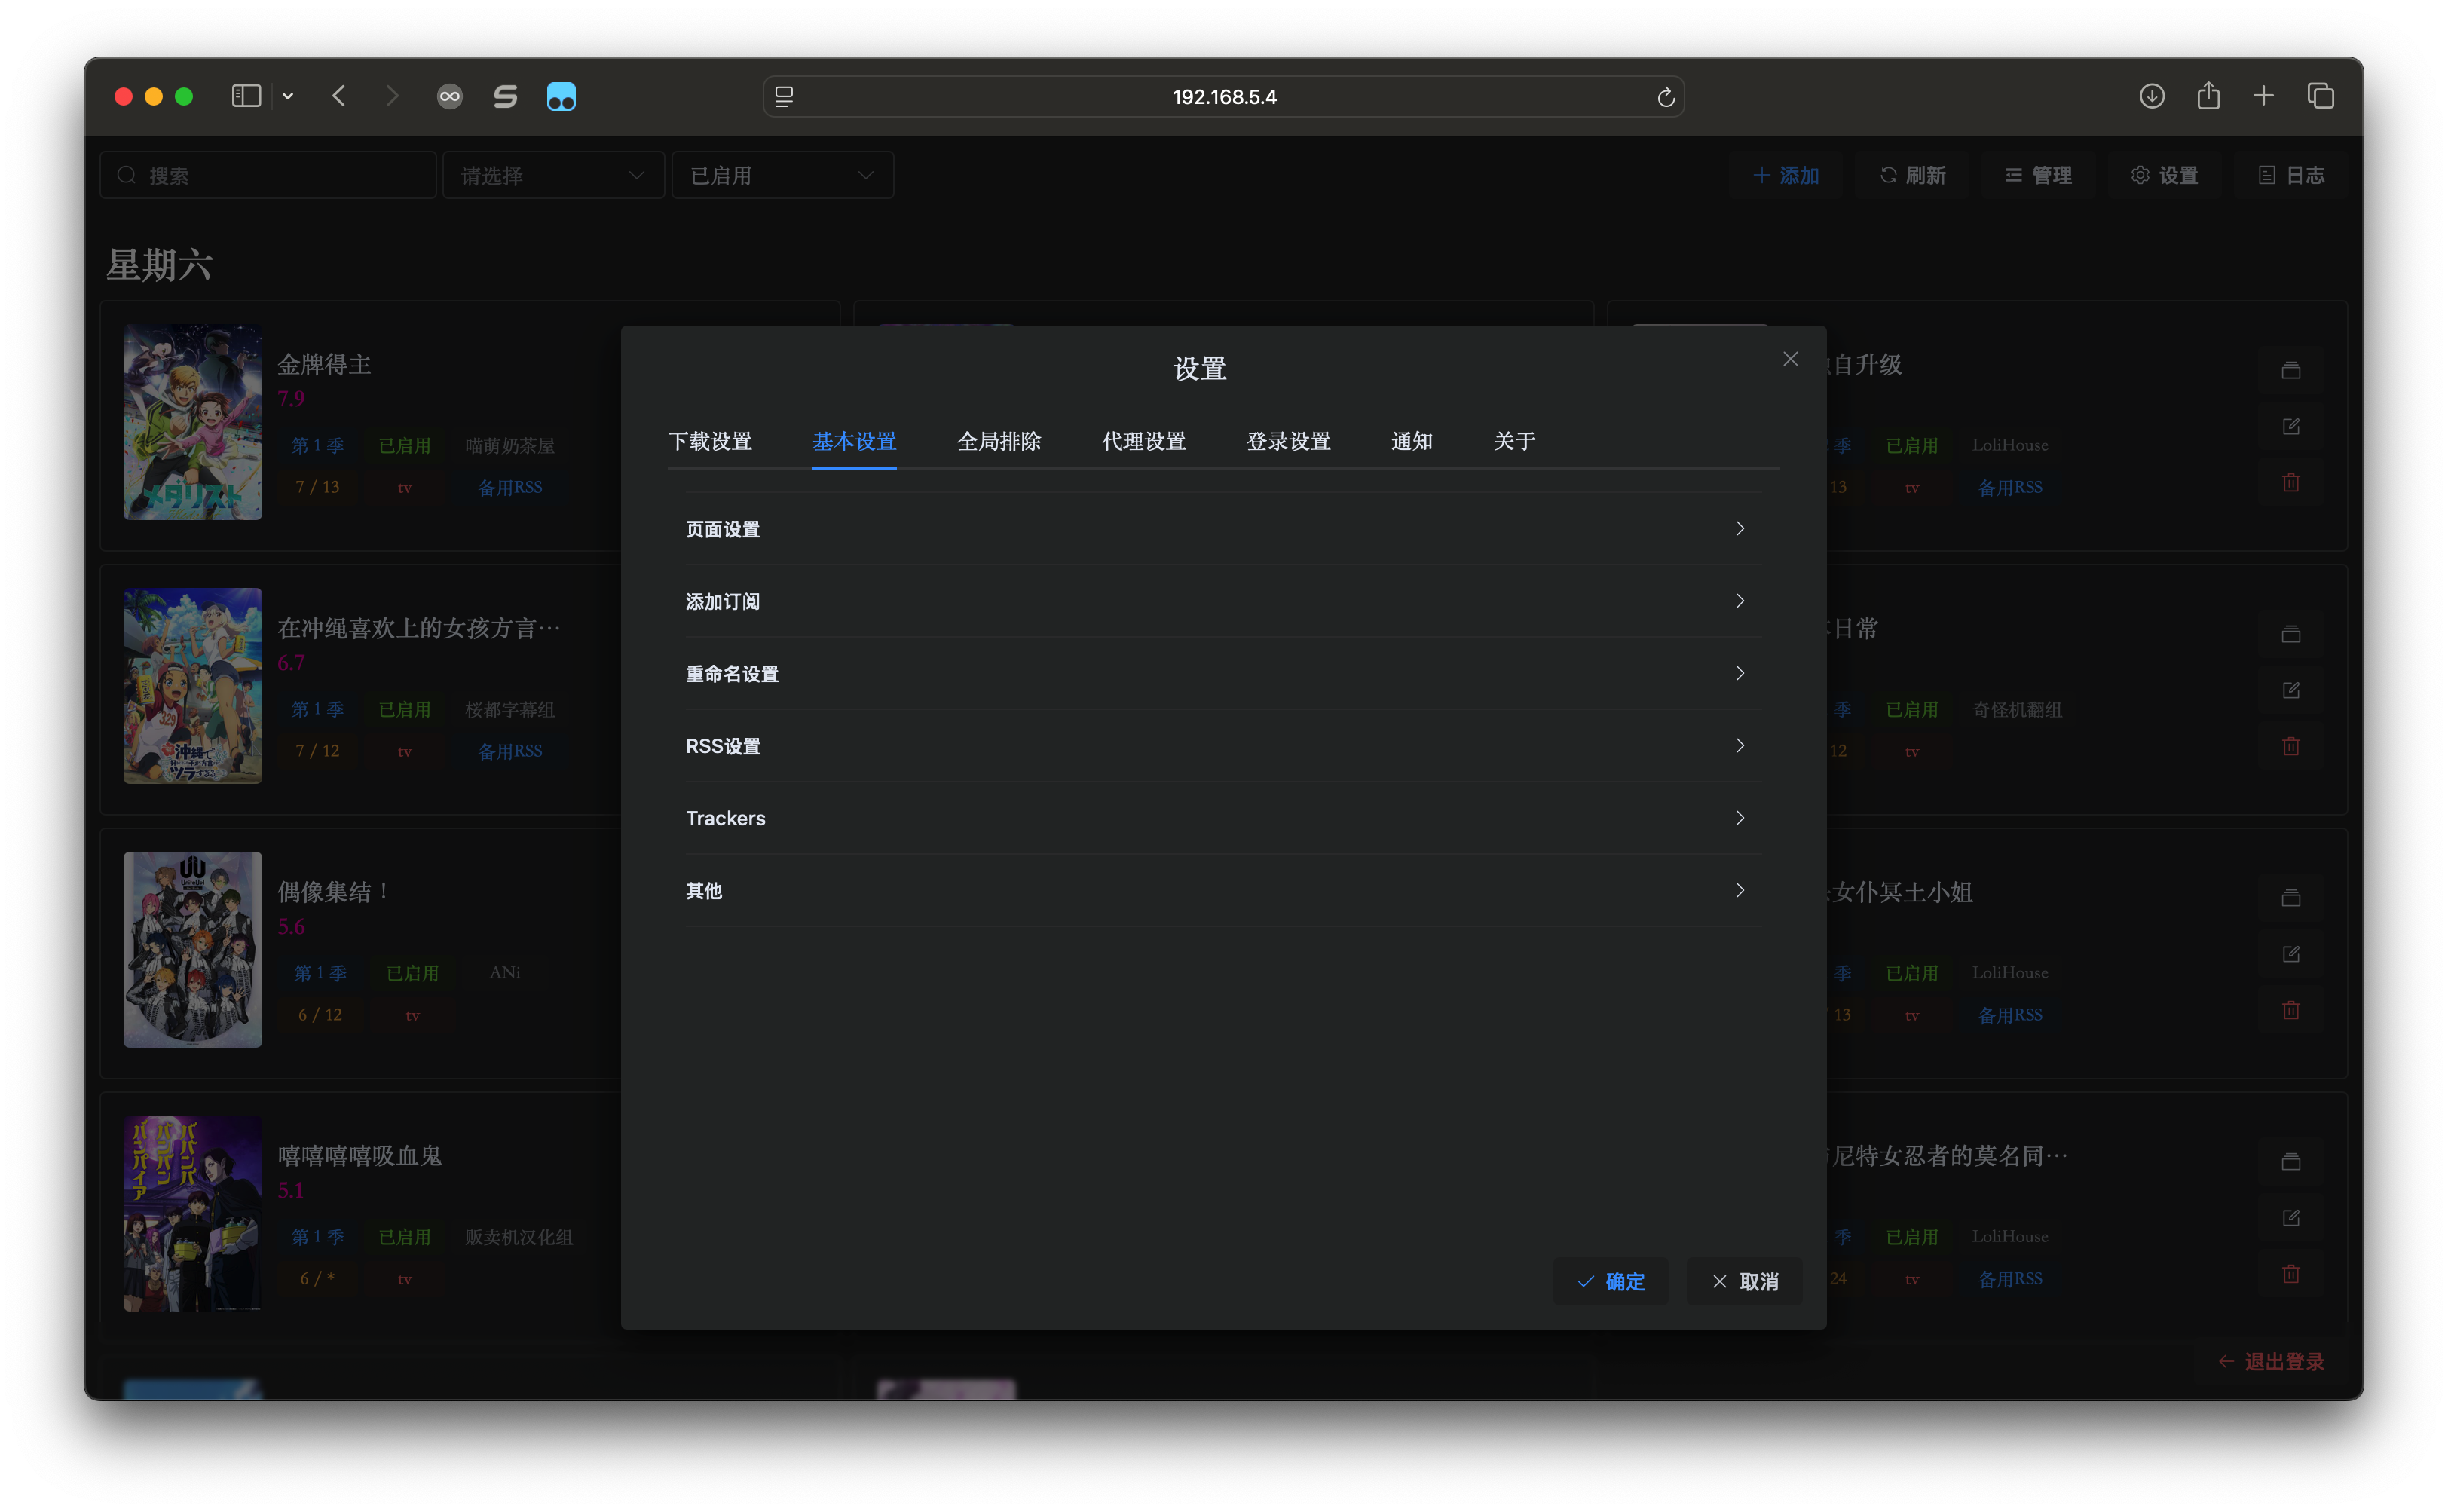 192.168.5.4
搜索 请选择 已启用 添加 刷新 管理 设置 日志
星期六
金牌得主
7.9
第 1 季 已启用 喵萌奶茶屋
7 / 13 tv 备用RSS
メダリスト
在冲绳喜欢上的女孩方言…
6.7
第 1 季 已启用 桜都字幕组
7 / 12 tv 备用RSS
偶像集结！
5.6
第 1 季 已启用 ANi
6 / 12 tv
嘻嘻嘻嘻吸血鬼
5.1
第 1 季 已启用 贩卖机汉化组
6 / * tv
设置
下载设置 基本设置 全局排除 代理设置 登录设置 通知 关于
页面设置
添加订阅
重命名设置
RSS设置
Trackers
其他
确定 取消
自升级
季 已启用 LoliHouse
13 tv 备用RSS
日常
季 已启用 奇怪机翻组
12 tv
女仆冥土小姐
季 已启用 LoliHouse
13 tv 备用RSS
尼特女忍者的莫名同…
季 已启用 LoliHouse
24 tv 备用RSS
退出登录